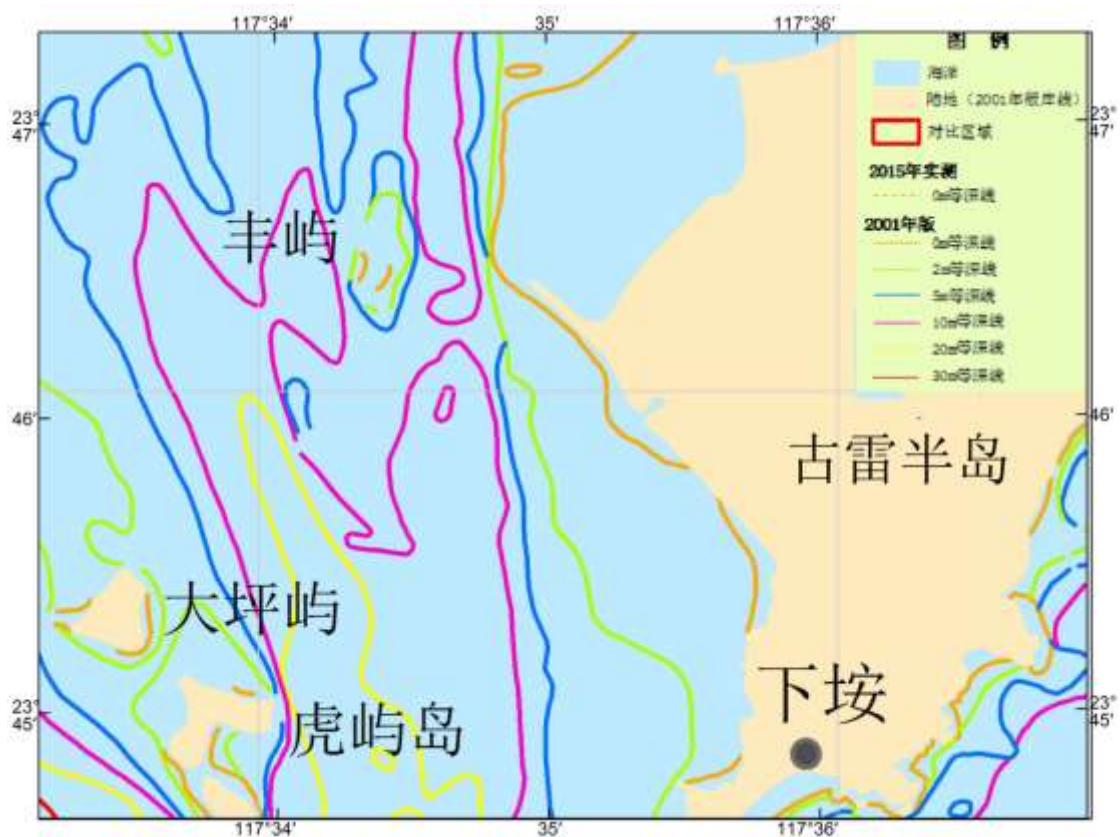 117°34′
35′
117°36′
图 例
海洋
陆地（2001年版岸线）
对比区域
2015年实测
0m等深线
2001年版
0m等深线
2m等深线
5m等深线
10m等深线
20m等深线
30m等深线
23°
47′
23°
47′
丰屿
46′
46′
古雷半岛
大坪屿
下垵
虎屿岛
23°
45′
23°
45′
117°34′
35′
117°36′